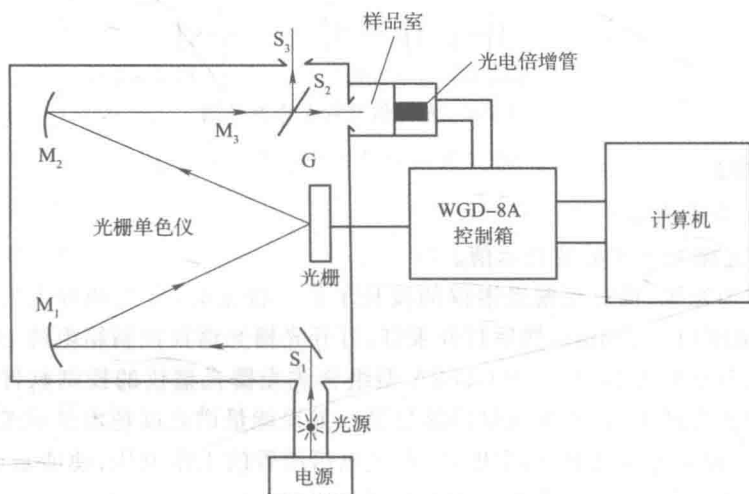 样品室
S₃
S₂
光电倍增管
M₂
M₃
G
WGD-8A
控制箱
计算机
光栅单色仪
光栅
M₁
S₁
光源
电源